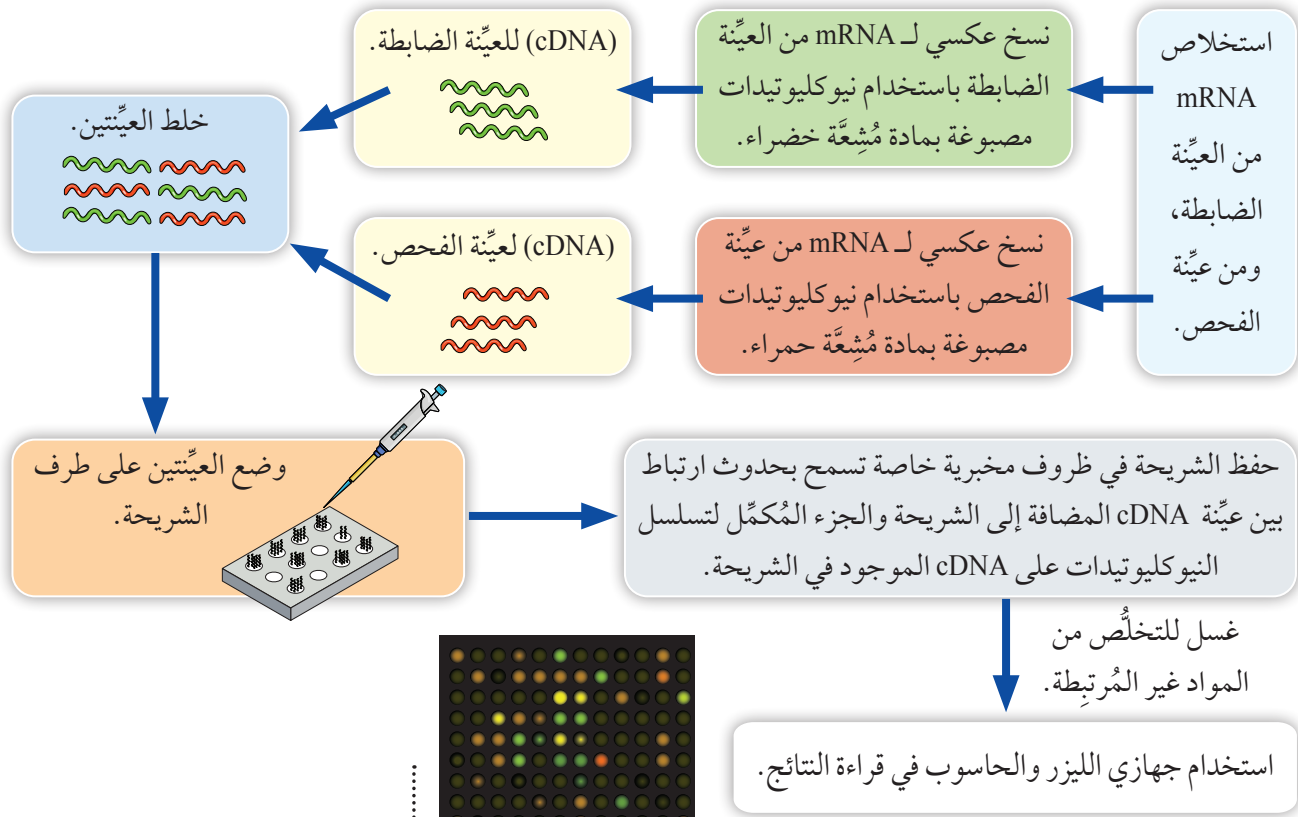 استخلاص
mRNA
من العيِّنة
الضابطة،
ومن عيِّنة
الفحص.
نسخ عكسي لـ mRNA من العيِّنة
الضابطة باستخدام نيوكليوتيدات
مصبوغة بمادة مُشِعَّة خضراء.
(cDNA) للعيِّنة الضابطة.
نسخ عكسي لـ mRNA من عيِّنة
الفحص باستخدام نيوكليوتيدات
مصبوغة بمادة مُشِعَّة حمراء.
(cDNA) لعيِّنة الفحص.
خلط العيِّنتين.
وضع العيِّنتين على طرف
الشريحة.
حفظ الشريحة في ظروف مخبرية خاصة تسمح بحدوث ارتباط
بين عيِّنة cDNA المضافة إلى الشريحة والجزء المُكمِّل لتسلسل
النيوكليوتيدات على cDNA الموجود في الشريحة.
غسل للتخلُّص من
المواد غير المُرتبِطة.
استخدام جهازي الليزر والحاسوب في قراءة النتائج.